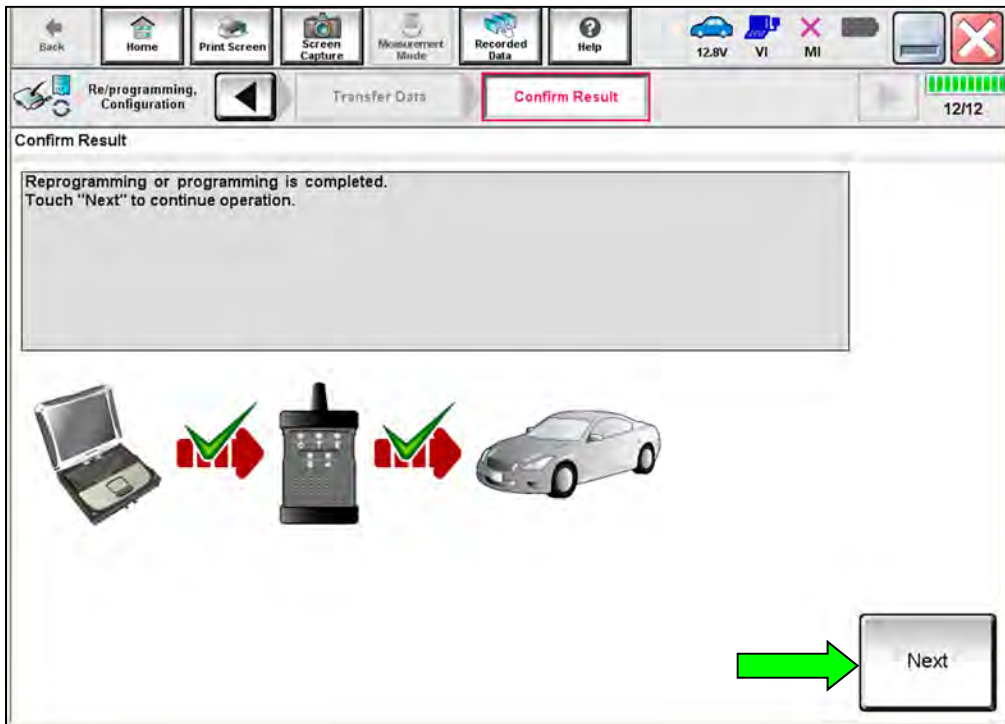 Back
Home
Print Screen
Screen
Capture
Measurement
Mode
Recorded
Data
Help
12.8V
VI
MI
Re/programming,
Configuration
Transfer Data
Confirm Result
12/12
Confirm Result
Reprogramming or programming is completed.
Touch "Next" to continue operation.
Next